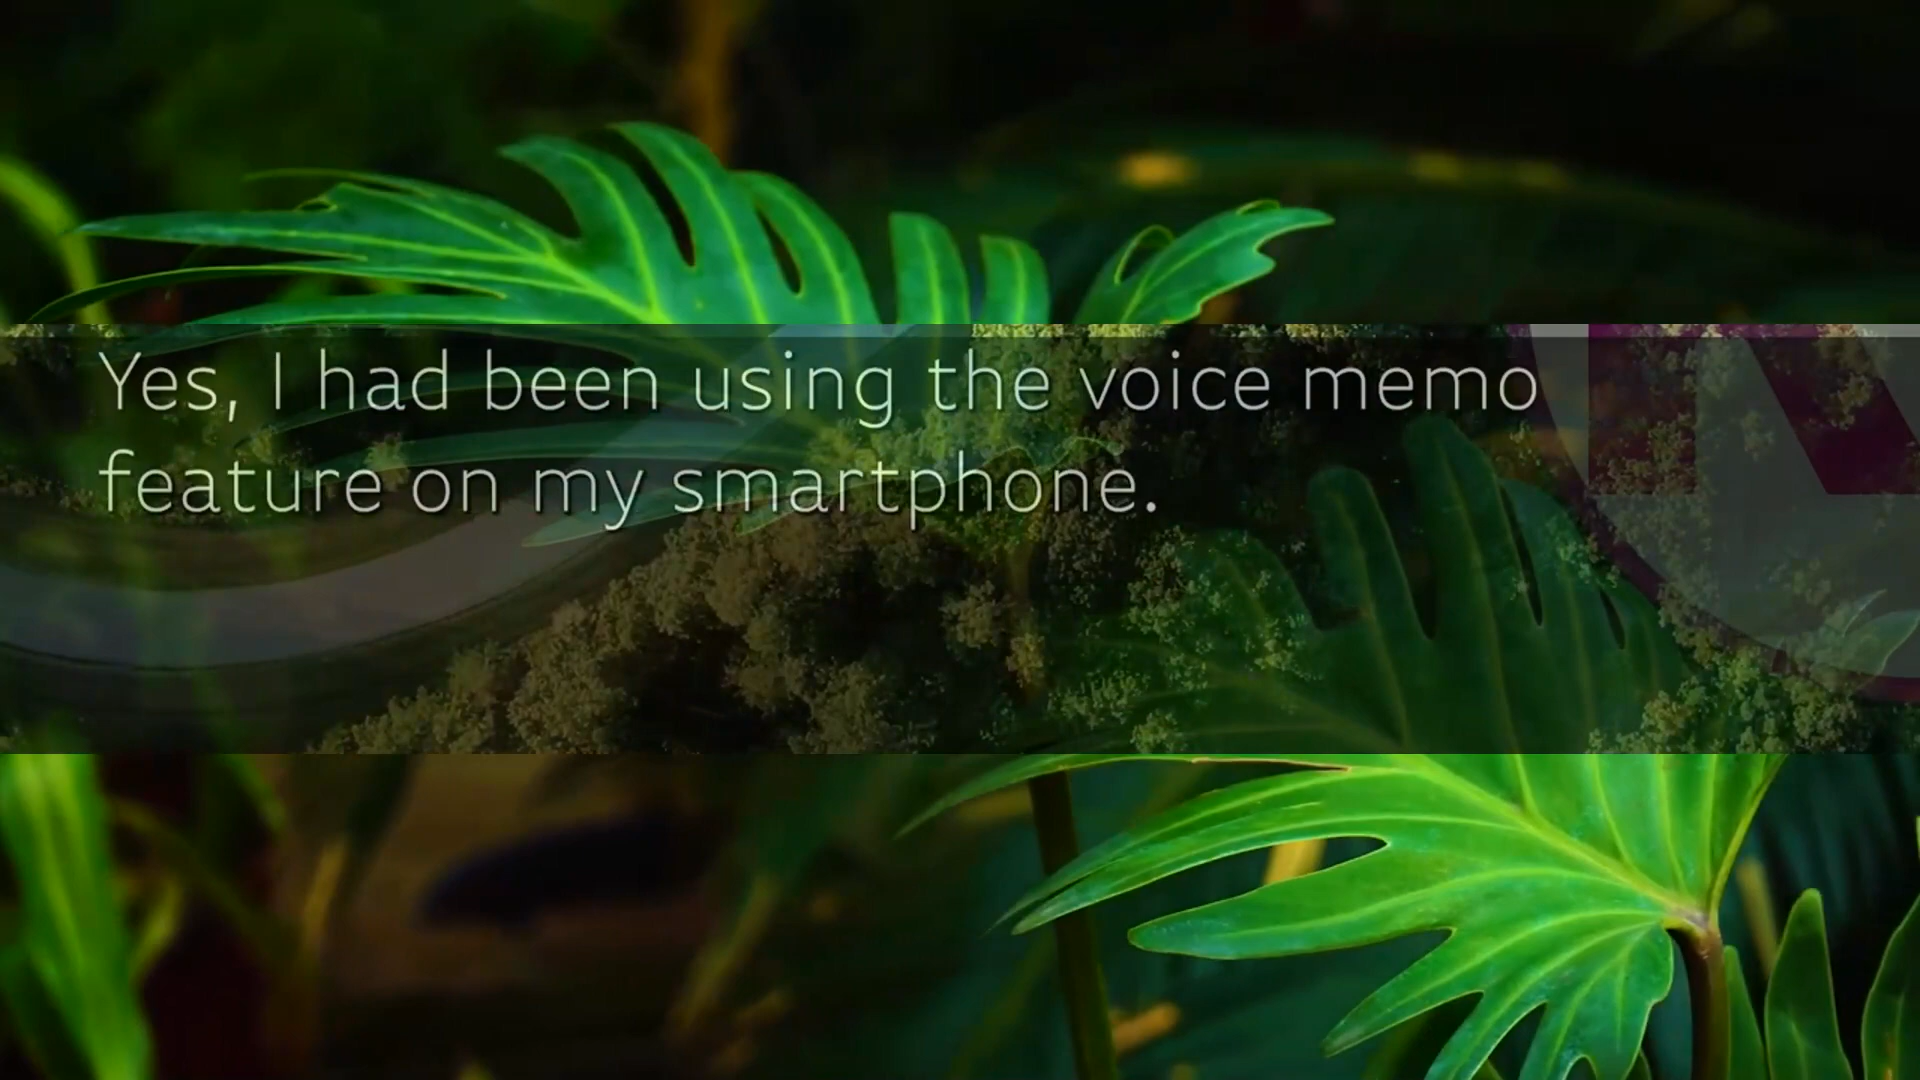 Yes, I had been using the voice memo
feature on my smartphone.